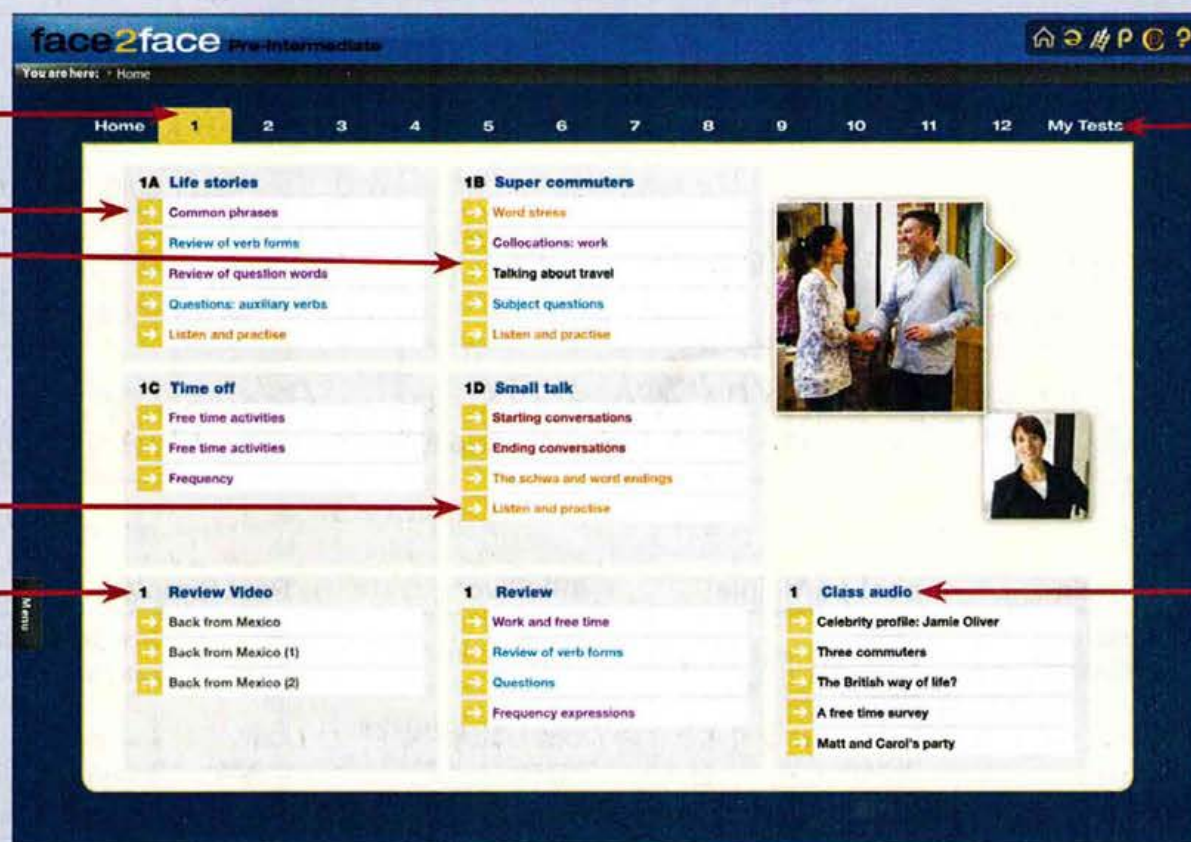 face2face Pre-intermediate
You are here: Home
Home 1 2 3 4 5 6 7 8 9 10 11 12 My Tests
1A Life stories
Common phrases
Review of verb forms
Review of question words
Questions: auxiliary verbs
Listen and practise
1B Super commuters
Word stress
Collocations: work
Talking about travel
Subject questions
Listen and practise
1C Time off
Free time activities
Free time activities
Frequency
1D Small talk
Starting conversations
Ending conversations
The schwa and word endings
Listen and practise
1 Review Video
Back from Mexico
Back from Mexico (1)
Back from Mexico (2)
1 Review
Work and free time
Review of verb forms
Questions
Frequency expressions
1 Class audio
Celebrity profile: Jamie Oliver
Three commuters
The British way of life?
A free time survey
Matt and Carol's party
Menu